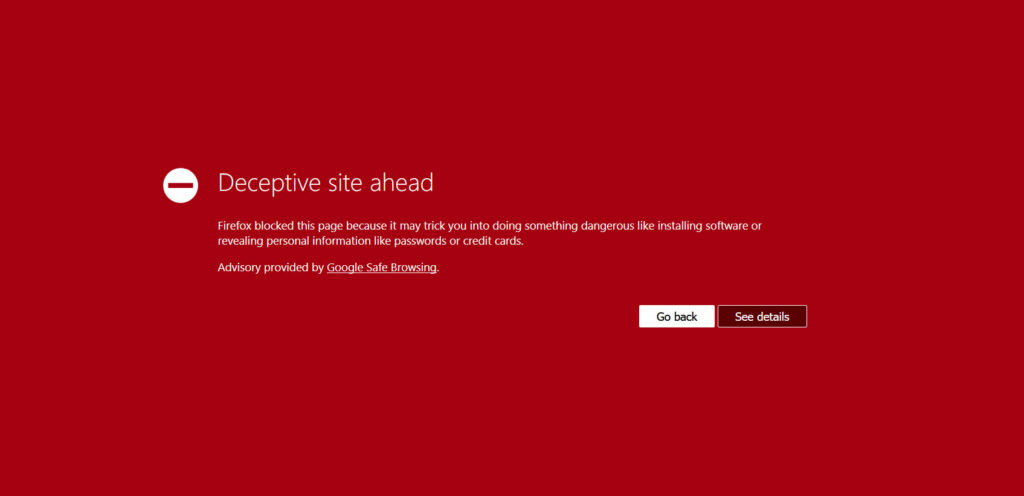 Deceptive site ahead
Firefox blocked this page because it may trick you into doing something dangerous like installing software or
revealing personal information like passwords or credit cards.
Advisory provided by Google Safe Browsing.
Go back
See details